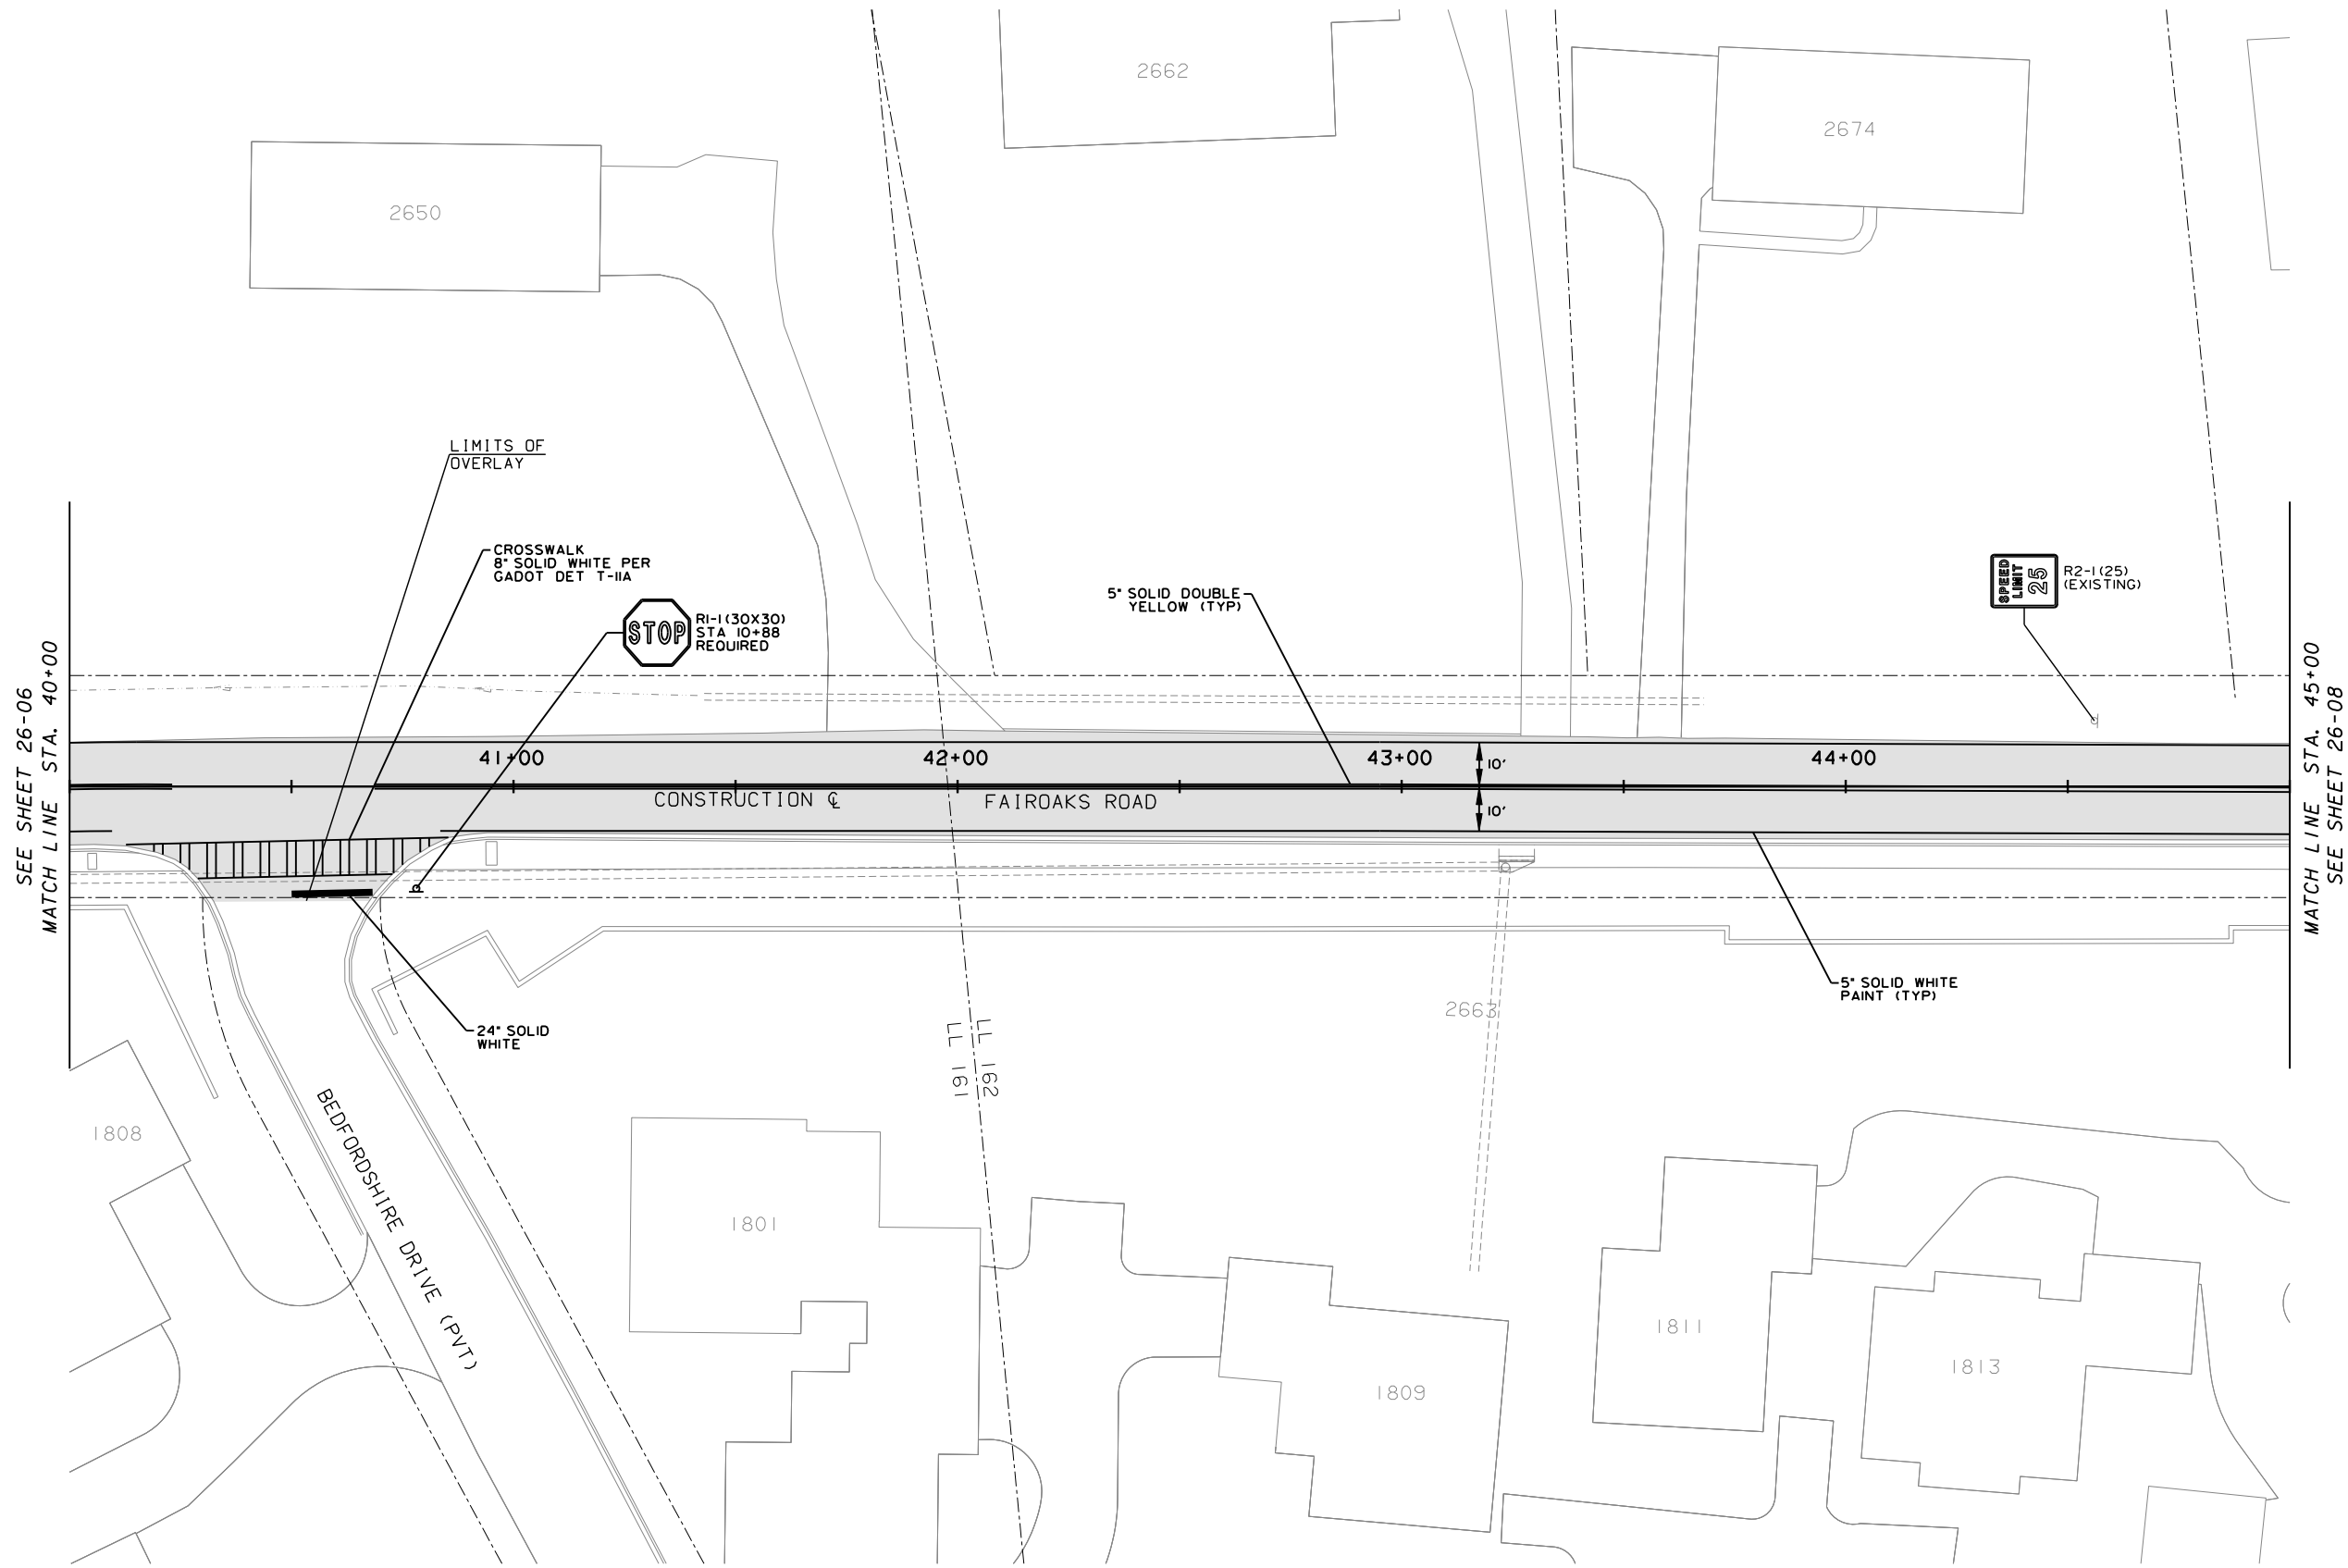 2662
2674
2650
LIMITS OF
OVERLAY
CROSSWALK
8" SOLID WHITE PER
GADOT DET T-11A
STOP
R1-1(30X30)
STA 10+88
REQUIRED
5" SOLID DOUBLE
YELLOW (TYP)
SPEED
LIMIT
25
R2-1(25)
(EXISTING)
SEE SHEET 26-06
MATCH LINE STA. 40+00
MATCH LINE STA. 45+00
SEE SHEET 26-08
41+00
42+00
43+00
44+00
10'
10'
CONSTRUCTION ℄
FAIROAKS ROAD
5" SOLID WHITE
PAINT (TYP)
24" SOLID
WHITE
2663
LL 161
LL 162
BEDFORDSHIRE DRIVE (PVT)
1808
1801
1809
1811
1813